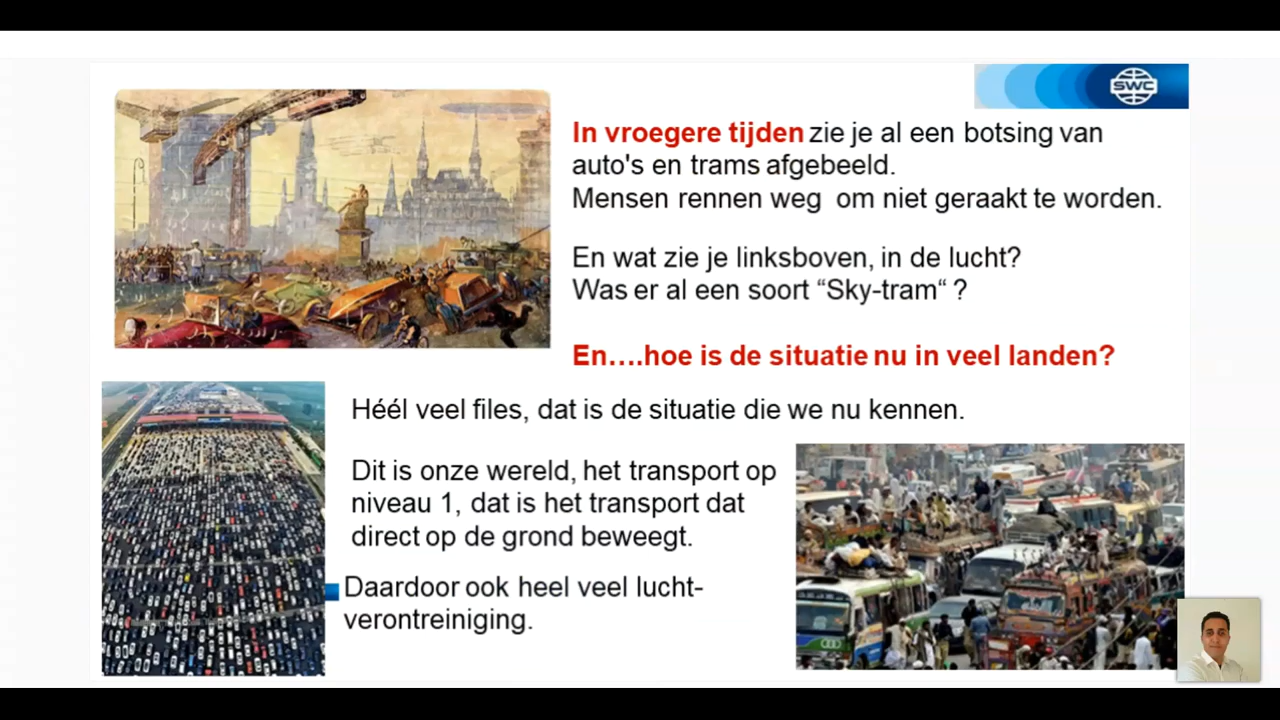 SWC
In vroegere tijden zie je al een botsing van
auto's en trams afgebeeld.
Mensen rennen weg om niet geraakt te worden.
En wat zie je linksboven, in de lucht?
Was er al een soort “Sky-tram“ ?
En....hoe is de situatie nu in veel landen?
Héél veel files, dat is de situatie die we nu kennen.
Dit is onze wereld, het transport op
niveau 1, dat is het transport dat
direct op de grond beweegt.
Daardoor ook heel veel lucht-
verontreiniging.